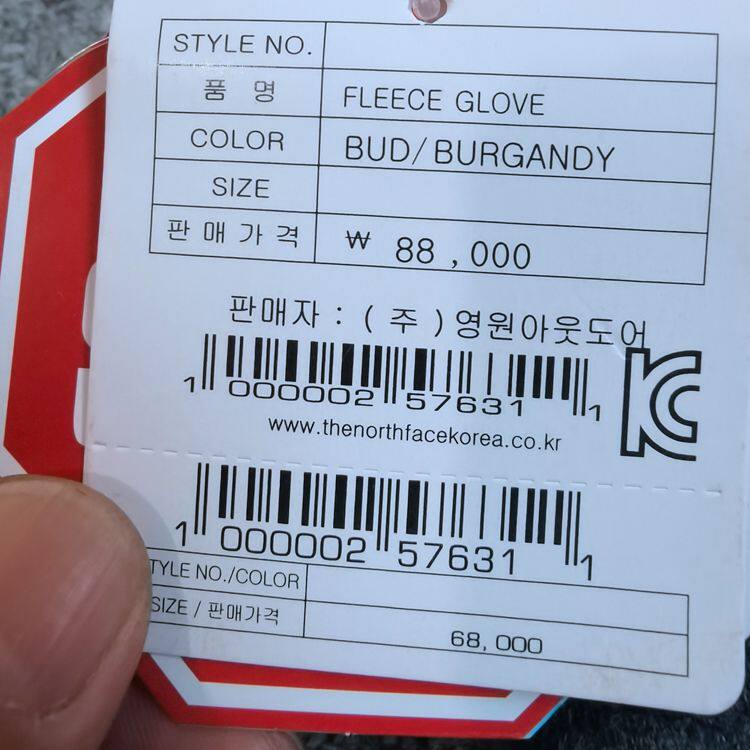 STYLE NO.
품 명 FLEECE GLOVE
COLOR BUD/BURGANDY
SIZE
판 매 가 격 ₩ 88 , 000
판매자 : ( 주 ) 영원아웃도어
1 000002 57631 1
www.thenorthfacekorea.co.kr
1 000002 57631 1
TYLE NO./COLOR
SIZE / 판매가격 68, 000